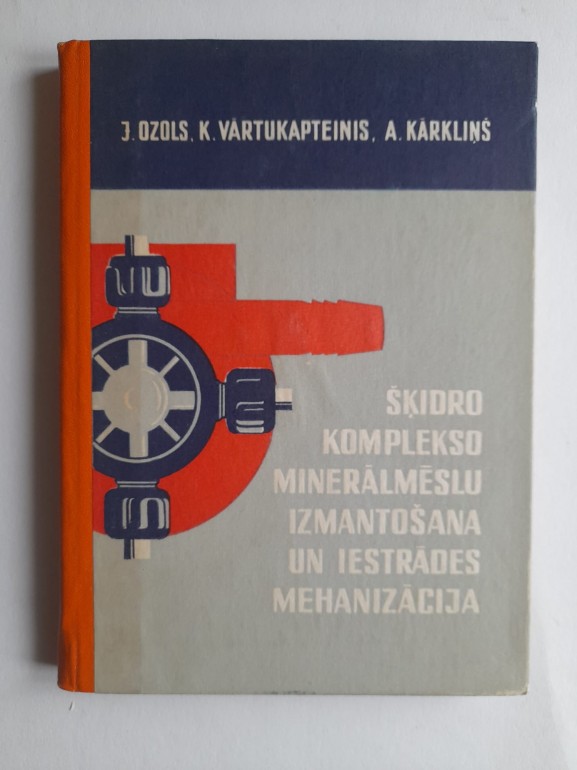 J. OZOLS, K. VĀRTUKAPTEINIS, A. KĀRKLIŅŠ
ŠĶIDRO
KOMPLEKSO
MINERĀLMĒSLU
IZMANTOŠANA
UN IESTRĀDES
MEHANIZĀCIJA